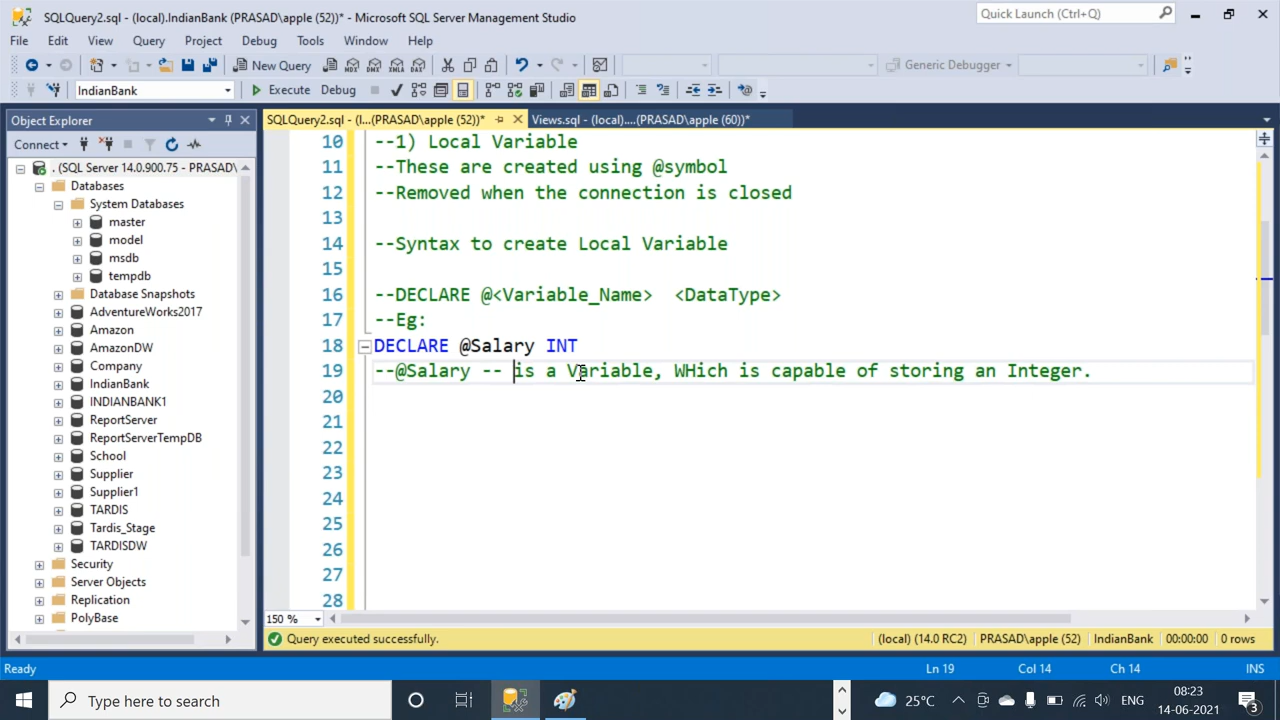 SQLQuery2.sql - (local).IndianBank (PRASAD\apple (52))* - Microsoft SQL Server Management Studio
Quick Launch (Ctrl+Q)
File Edit View Query Project Debug Tools Window Help
New Query
Generic Debugger
IndianBank
Execute Debug
Object Explorer
SQLQuery2.sql - (l...(PRASAD\apple (52))*
Views.sql - (local)....(PRASAD\apple (60))*
Connect
. (SQL Server 14.0.900.75 - PRASAD\
Databases
System Databases
master
model
msdb
tempdb
Database Snapshots
AdventureWorks2017
Amazon
AmazonDW
Company
IndianBank
INDIANBANK1
ReportServer
ReportServerTempDB
School
Supplier
Supplier1
TARDIS
Tardis_Stage
TARDISDW
Security
Server Objects
Replication
PolyBase
10 --1) Local Variable
11 --These are created using @symbol
12 --Removed when the connection is closed
13
14 --Syntax to create Local Variable
15
16 --DECLARE @<Variable_Name>  <DataType>
17 --Eg:
18 DECLARE @Salary INT
19 --@Salary -- is a Variable, WHich is capable of storing an Integer.
20
21
22
23
24
25
26
27
28
150 %
Query executed successfully.
(local) (14.0 RC2) PRASAD\apple (52) IndianBank 00:00:00 0 rows
Ready
Ln 19 Col 14 Ch 14 INS
Type here to search
25°C
ENG
08:23
14-06-2021
3